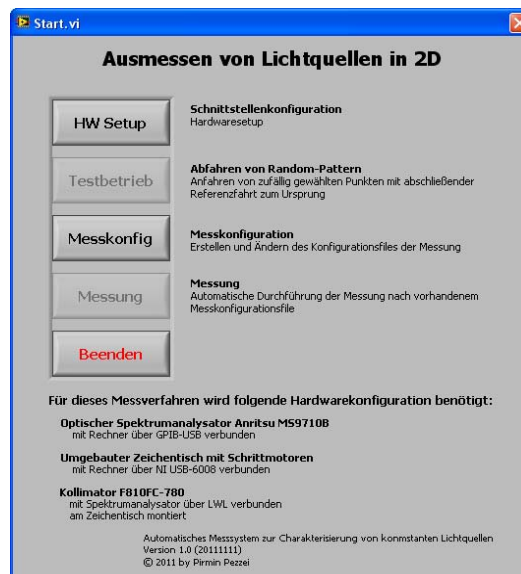 Start.vi
Ausmessen von Lichtquellen in 2D
HW Setup
Schnittstellenkonfiguration
Hardwaresetup
Testbetrieb
Abfahren von Random-Pattern
Anfahren von zufällig gewählten Punkten mit abschließender
Referenzfahrt zum Ursprung
Messkonfig
Messkonfiguration
Erstellen und Ändern des Konfigurationsfiles der Messung
Messung
Messung
Automatische Durchführung der Messung nach vorhandenem
Messkonfigurationsfile
Beenden
Für dieses Messverfahren wird folgende Hardwarekonfiguration benötigt:
Optischer Spektrumanalysator Anritsu MS9710B
mit Rechner über GPIB-USB verbunden
Umgebauter Zeichentisch mit Schrittmotoren
mit Rechner über NI USB-6008 verbunden
Kollimator F810FC-780
mit Spektrumanalysator über LWL verbunden
am Zeichentisch montiert
Automatisches Messsystem zur Charakterisierung von konmstanten Lichtquellen
Version 1.0 (20111111)
© 2011 by Pirmin Pezzei